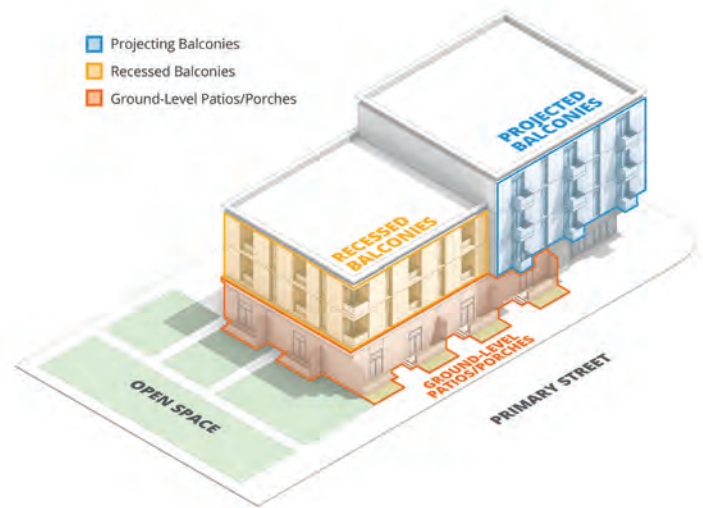 Projecting Balconies
Recessed Balconies
Ground-Level Patios/Porches
PROJECTED
BALCONIES
RECESSED
BALCONIES
GROUND-LEVEL
PATIOS/PORCHES
OPEN SPACE
PRIMARY STREET